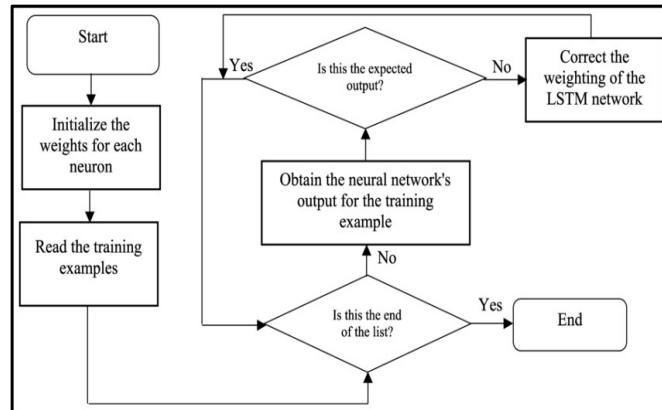 Start
Initialize the
weights for each
neuron
Read the training
examples
Yes
Is this the expected
output?
No
Correct the
weighting of the
LSTM network
Obtain the neural network's
output for the training
example
No
Is this the end
of the list?
Yes
End